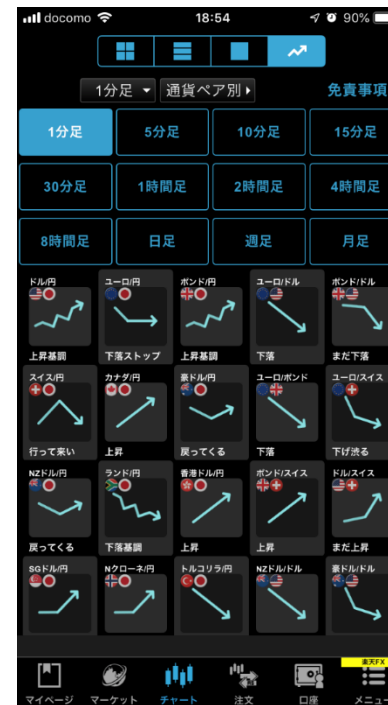 docomo 18:54 90%
1分足 通貨ペア別 免責事項
1分足 5分足 10分足 15分足
30分足 1時間足 2時間足 4時間足
8時間足 日足 週足 月足
ドル/円 ユーロ/円 ポンド/円 ユーロ/ドル ポンド/ドル
上昇基調 下落ストップ 上昇基調 下落 まだ下落
スイス/円 カナダ/円 豪ドル/円 ユーロ/ポンド ユーロ/スイス
行って来い 上昇 戻ってくる 下落 下げ渋る
NZドル/円 ランド/円 香港ドル/円 ポンド/スイス ドル/スイス
戻ってくる 下落基調 上昇 上昇 まだ上昇
SGドル/円 Nクローネ/円 トルコリラ/円 NZドル/ドル 豪ドル/ドル
楽天FX
マイページ マーケット チャート 注文 口座 メニュー